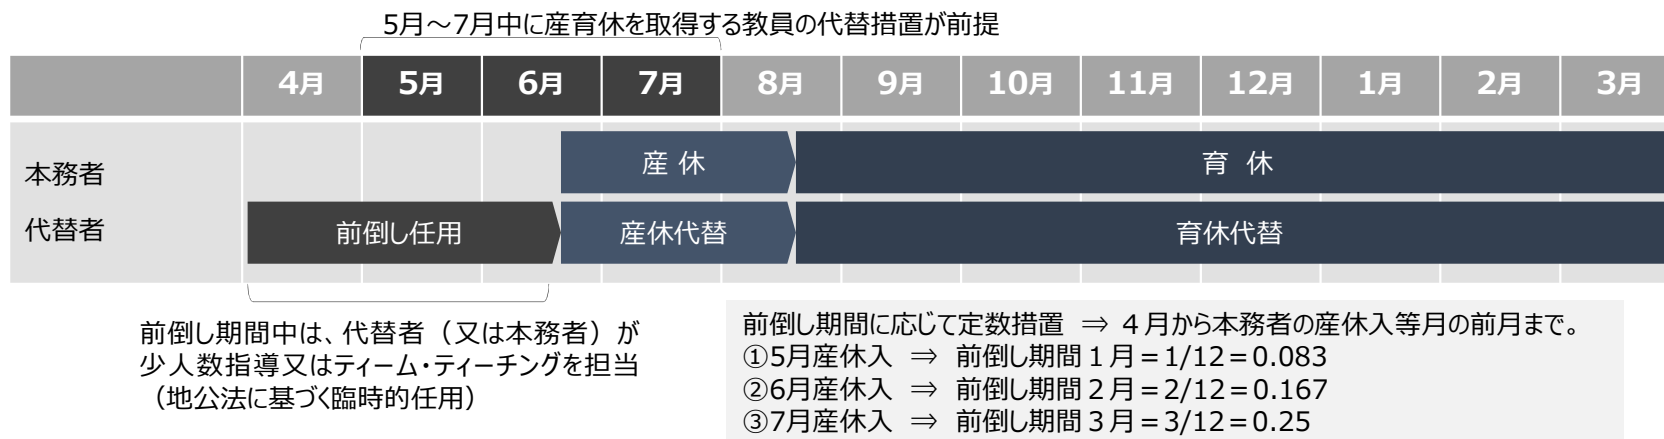 5月～7月中に産育休を取得する教員の代替措置が前提
4月 5月 6月 7月 8月 9月 10月 11月 12月 1月 2月 3月
本務者 産 休 育 休
代替者 前倒し任用 産休代替 育休代替
前倒し期間中は、代替者（又は本務者）が
少人数指導又はティーム・ティーチングを担当
（地公法に基づく臨時的任用）
前倒し期間に応じて定数措置 ⇒ ４月から本務者の産休入等月の前月まで。
①5月産休入 ⇒ 前倒し期間１月＝1/12＝0.083
②6月産休入 ⇒ 前倒し期間２月＝2/12＝0.167
③7月産休入 ⇒ 前倒し期間３月＝3/12＝0.25